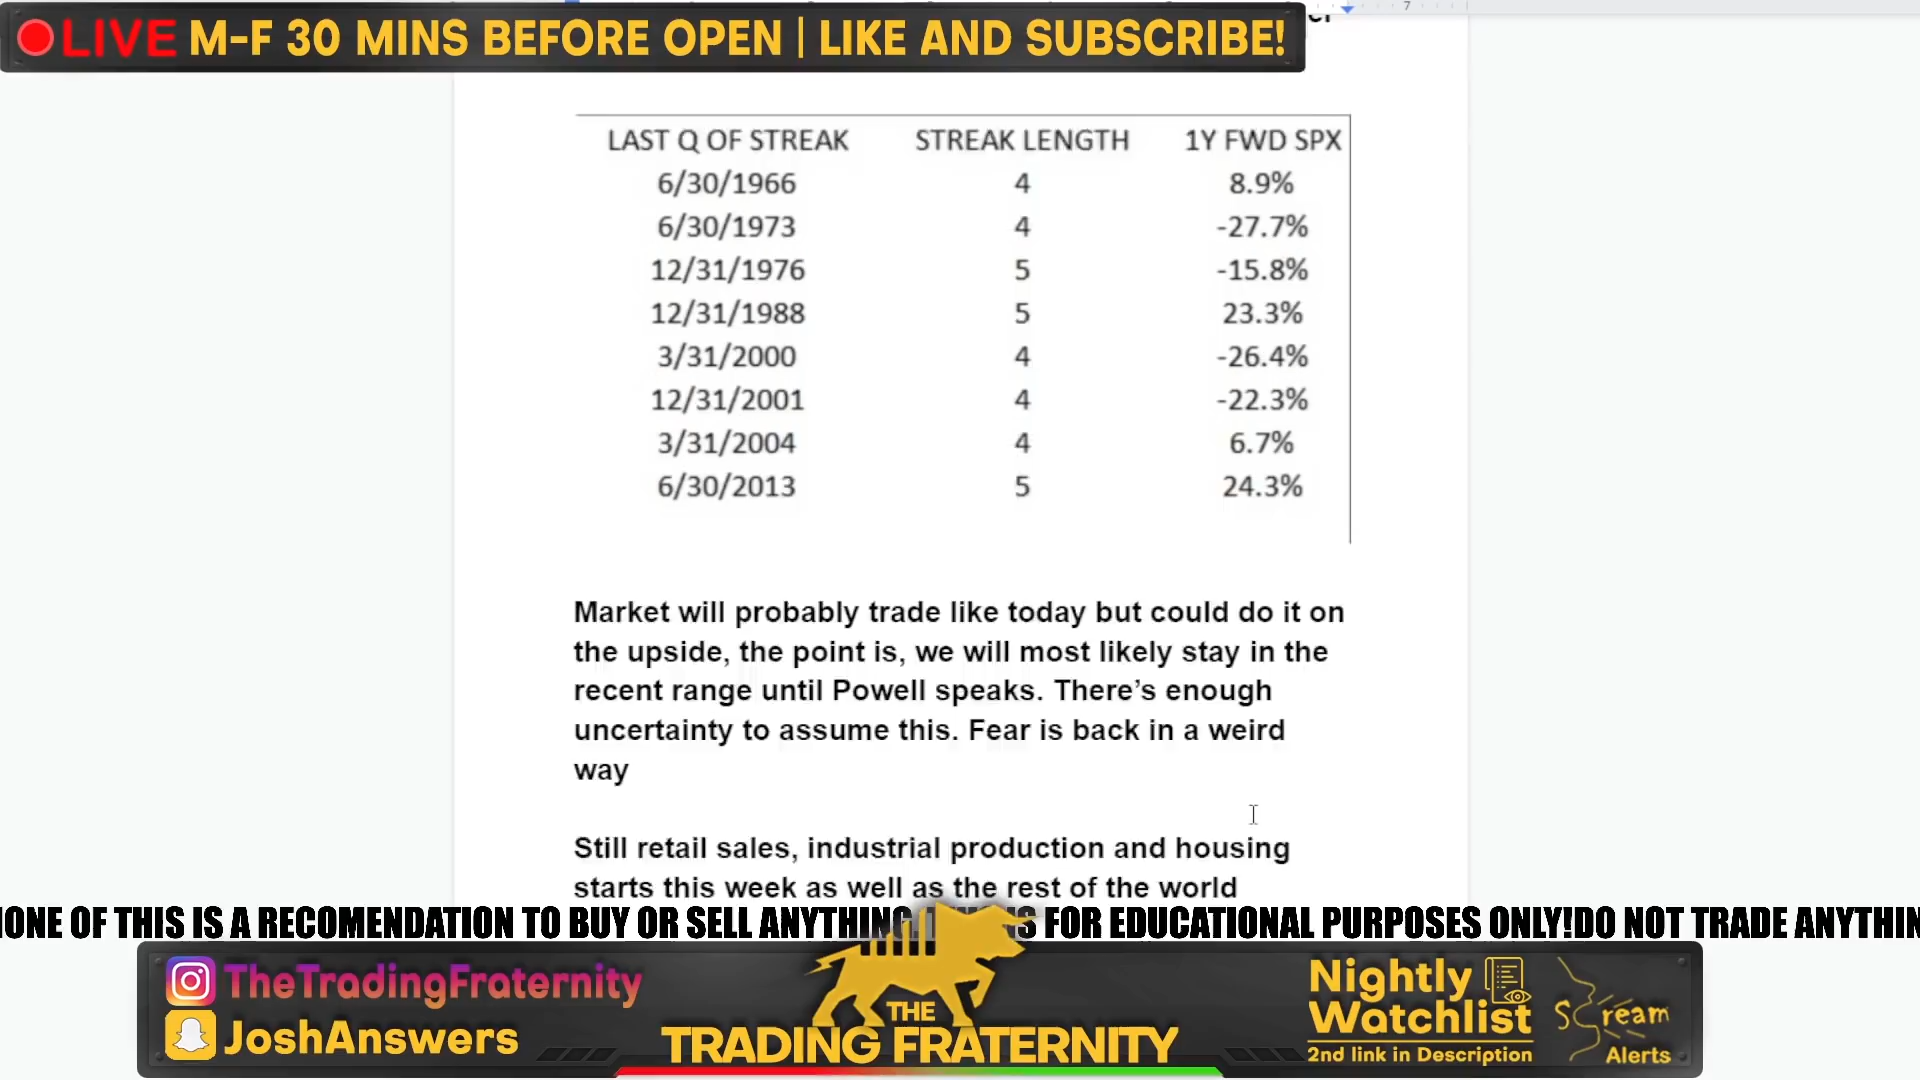 7
LIVE M-F 30 MINS BEFORE OPEN | LIKE AND SUBSCRIBE!
LAST Q OF STREAK STREAK LENGTH 1Y FWD SPX
6/30/1966 4 8.9%
6/30/1973 4 -27.7%
12/31/1976 5 -15.8%
12/31/1988 5 23.3%
3/31/2000 4 -26.4%
12/31/2001 4 -22.3%
3/31/2004 4 6.7%
6/30/2013 5 24.3%
Market will probably trade like today but could do it on
the upside, the point is, we will most likely stay in the
recent range until Powell speaks. There's enough
uncertainty to assume this. Fear is back in a weird
way
Still retail sales, industrial production and housing
starts this week as well as the rest of the world
OF THIS IS A RECOMENDATION TO BUY OR SELL ANYTHING FOR EDUCATIONAL PURPOSES ONLY!DO NOT TRADE
TheTradingFraternity
JoshAnswers
THE
TRADING FRATERNITY
Nightly
Watchlist
2nd link in Description
Scream
Alerts